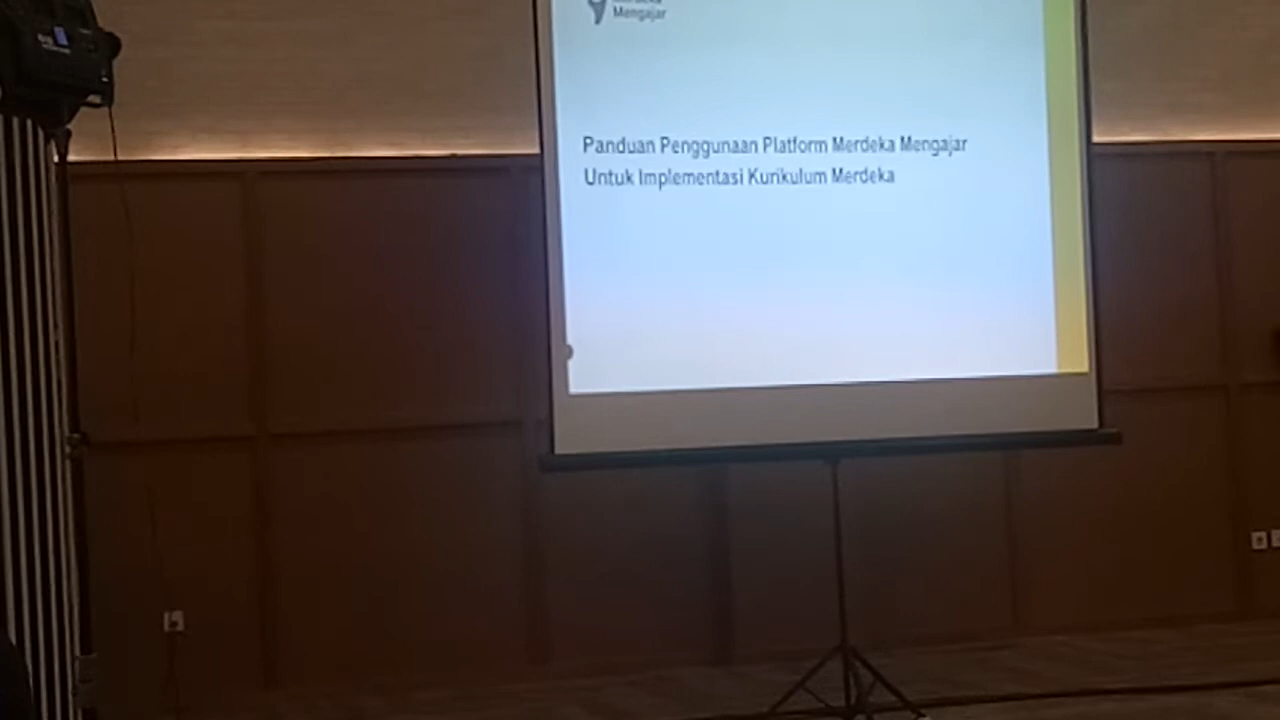 Mengajar
Panduan Penggunaan Platform Merdeka Mengajar
Untuk Implementasi Kurikulum Merdeka